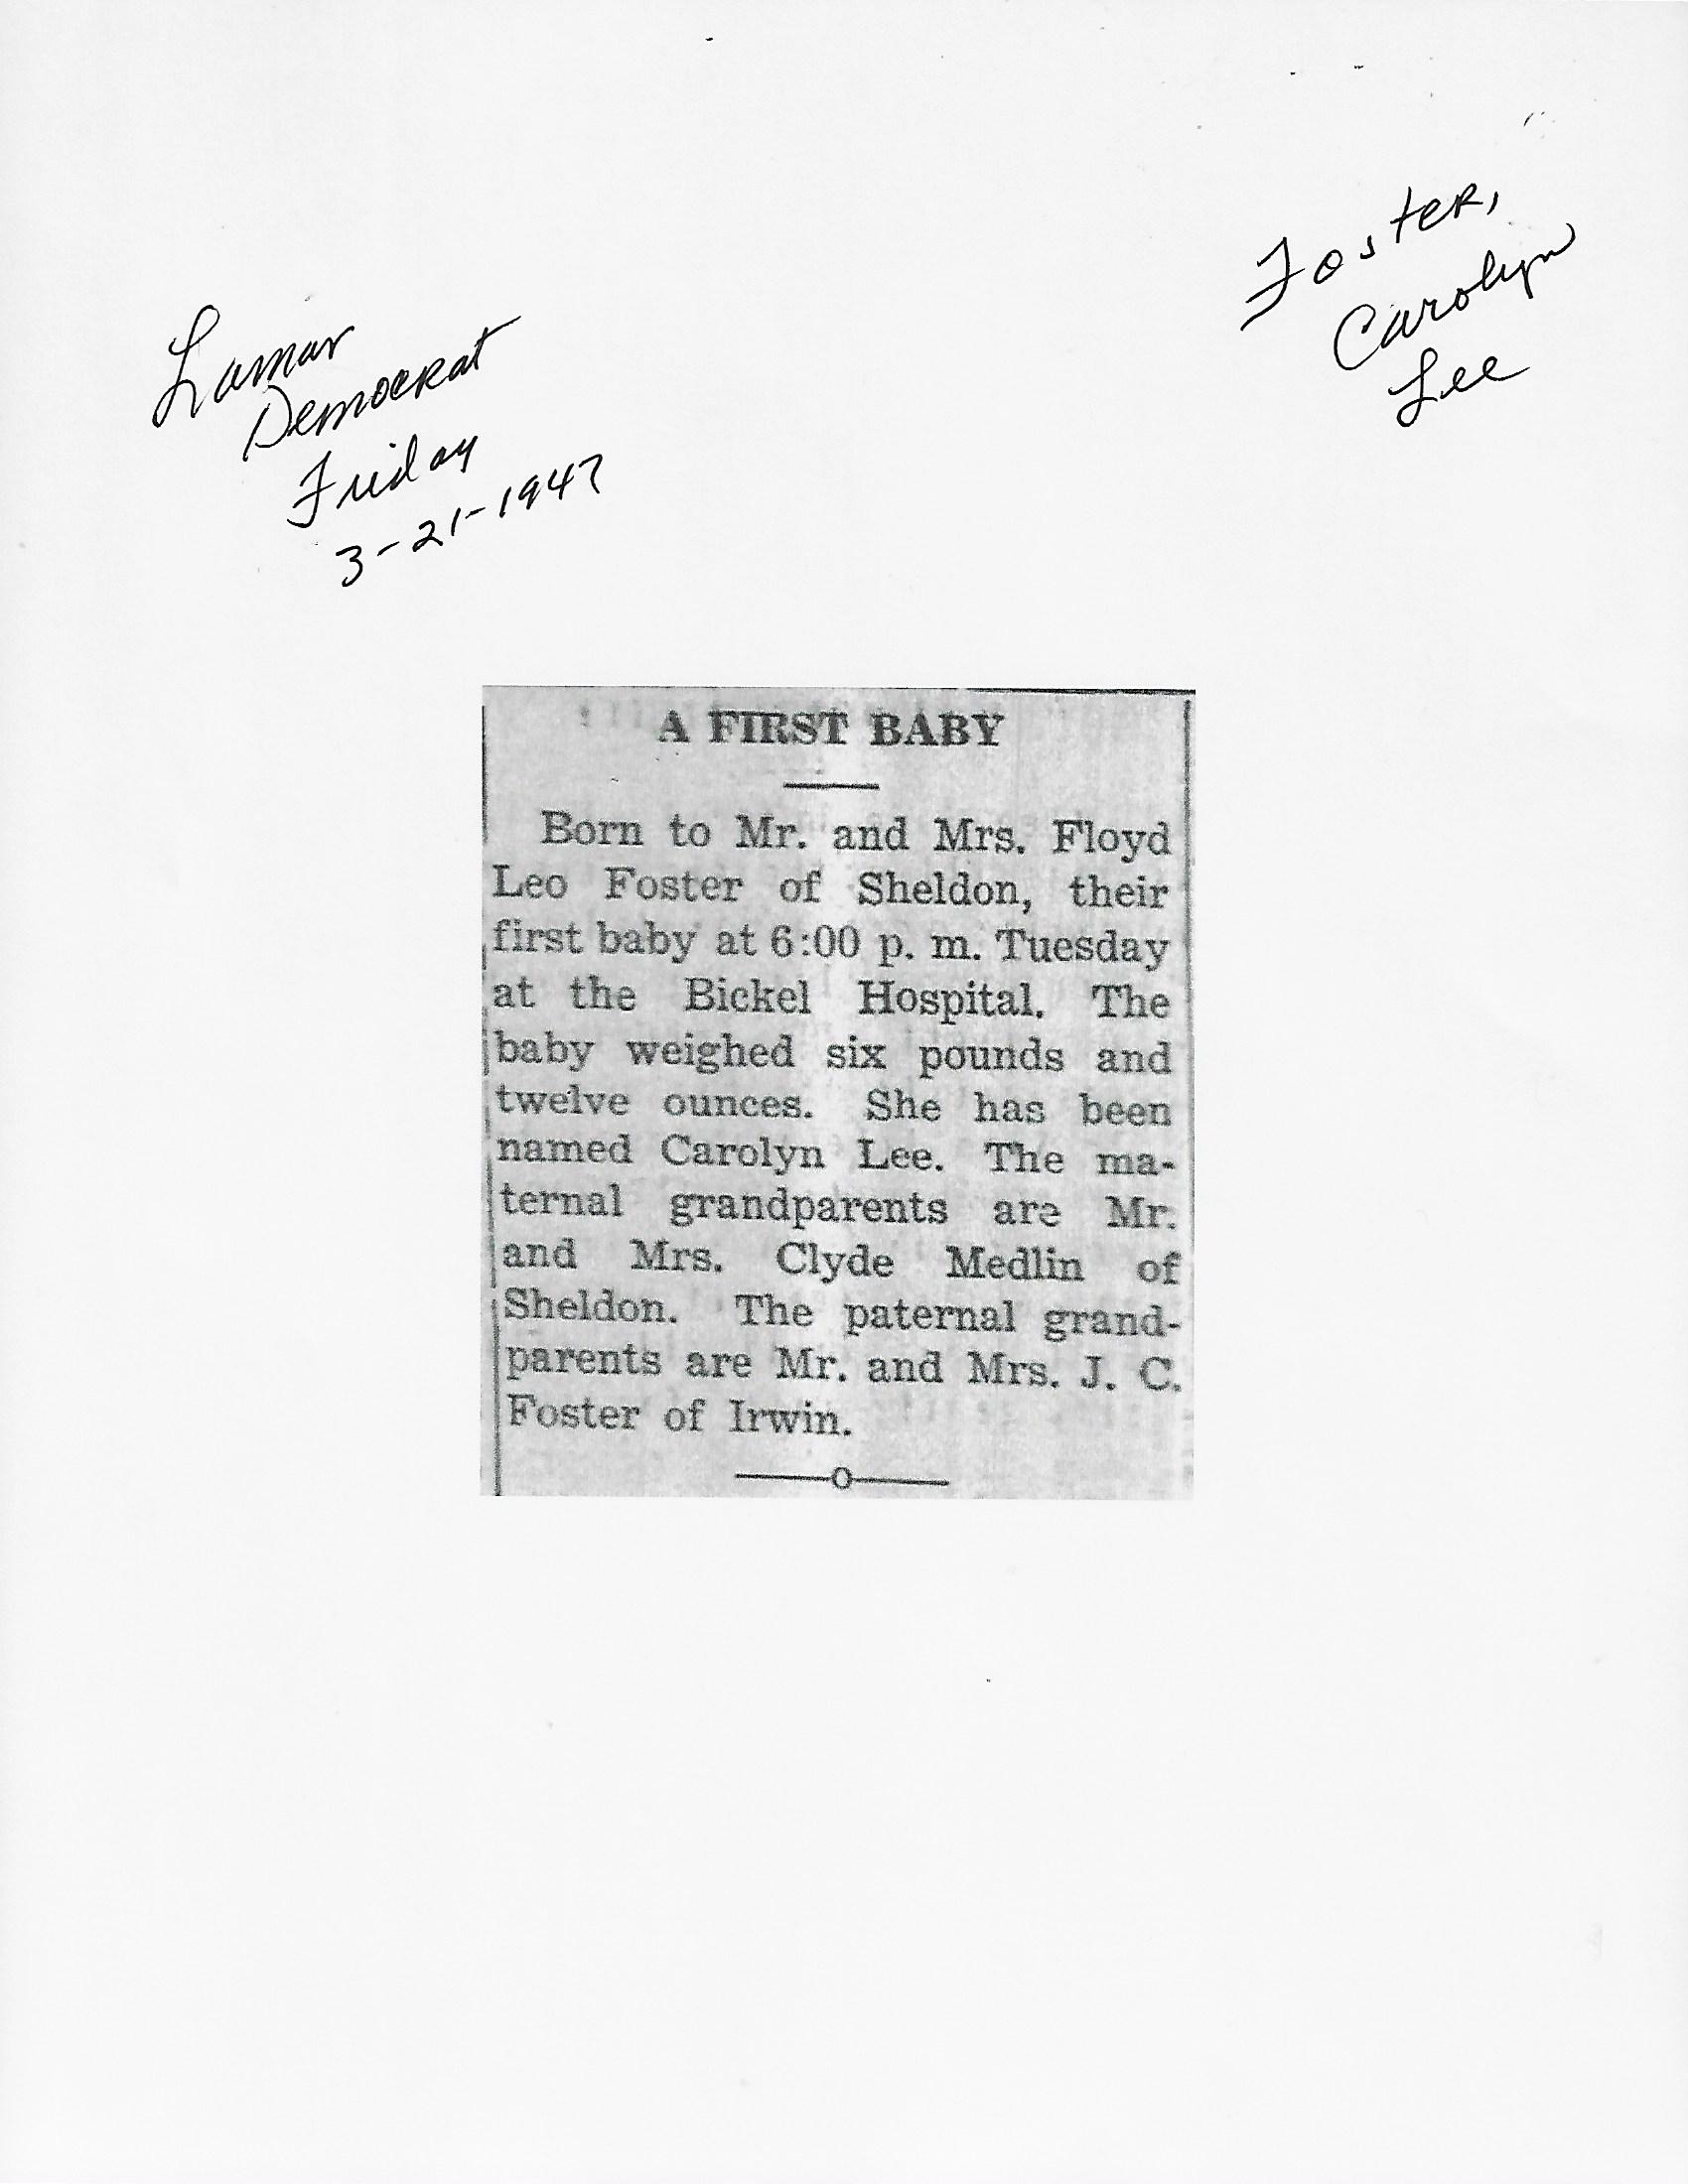 Foster,
Carolyn
Lee
Lamar
Democrat
Friday
3-21-1947
A FIRST BABY
Born to Mr. and Mrs. Floyd
Leo Foster of Sheldon, their
first baby at 6:00 p. m. Tuesday
at the Bickel Hospital. The
baby weighed six pounds and
twelve ounces. She has been
named Carolyn Lee. The ma-
ternal grandparents are Mr.
and Mrs. Clyde Medlin of
Sheldon. The paternal grand-
parents are Mr. and Mrs. J. C.
Foster of Irwin.